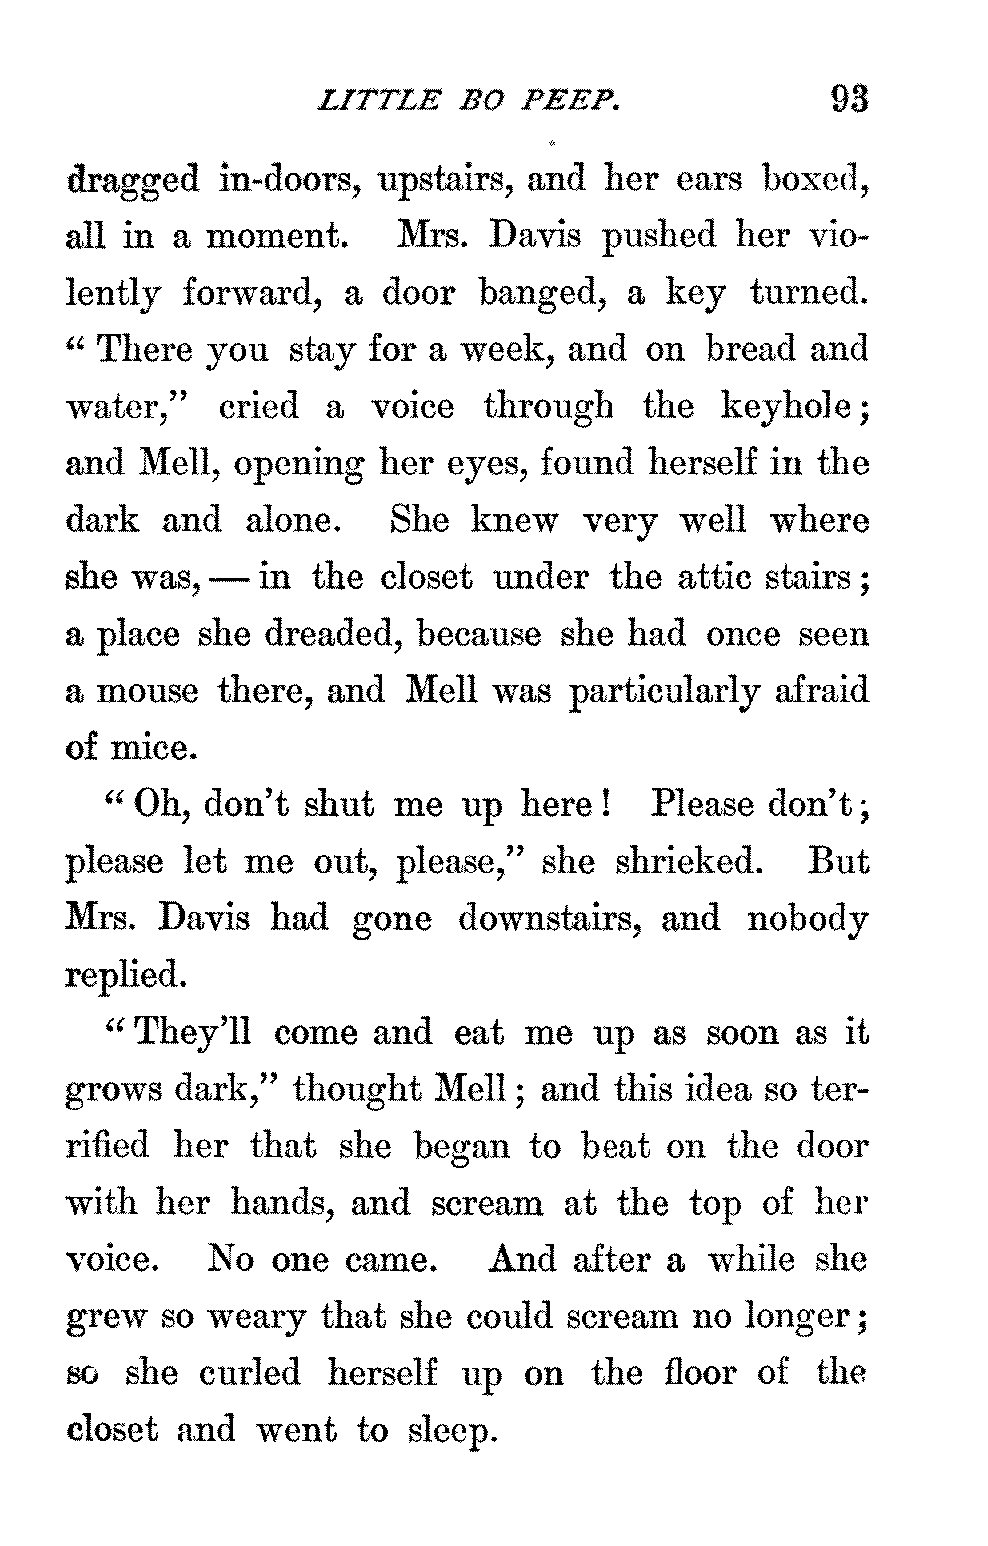 LITTLE BO PEEP. 93
dragged in-doors, upstairs, and her ears boxed,
all in a moment. Mrs. Davis pushed her vio-
lently forward, a door banged, a key turned.
“ There you stay for a week, and on bread and
water,” cried a voice through the keyhole ;
and Mell, opening her eyes, found herself in the
dark and alone. She knew very well where
she was, — in the closet under the attic stairs ;
a place she dreaded, because she had once seen
a mouse there, and Mell was particularly afraid
of mice.
“ Oh, don’t shut me up here ! Please don’t ;
please let me out, please,” she shrieked. But
Mrs. Davis had gone downstairs, and nobody
replied.
“ They’ll come and eat me up as soon as it
grows dark,” thought Mell ; and this idea so ter-
rified her that she began to beat on the door
with her hands, and scream at the top of her
voice. No one came. And after a while she
grew so weary that she could scream no longer ;
so she curled herself up on the floor of the
closet and went to sleep.